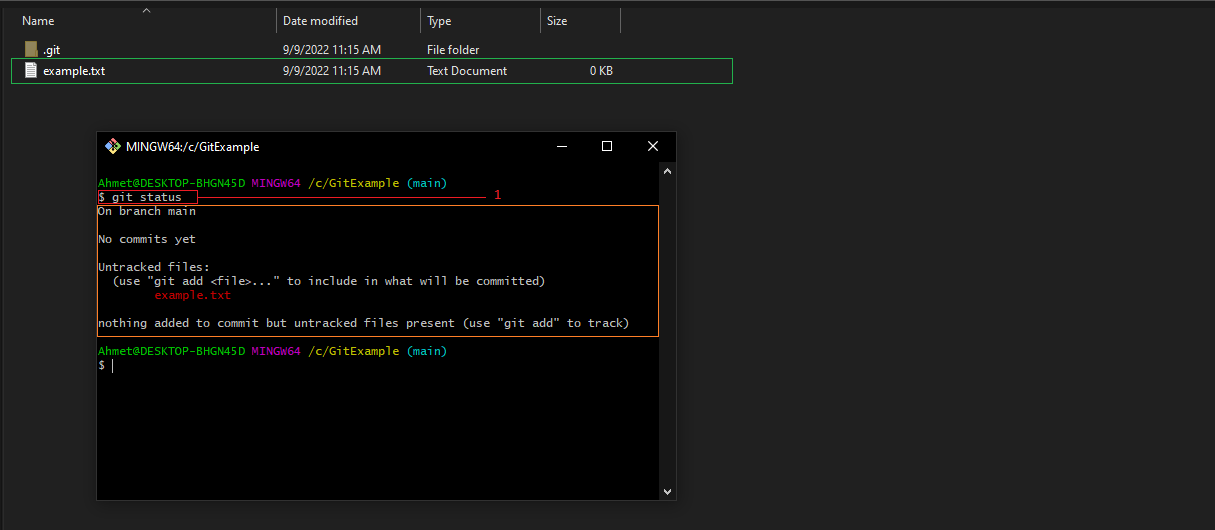 Name Date modified Type Size
.git 9/9/2022 11:15 AM File folder
example.txt 9/9/2022 11:15 AM Text Document 0 KB
MINGW64:/c/GitExample
Ahmet@DESKTOP-BHGN45D MINGW64 /c/GitExample (main)
$ git status 1
On branch main
No commits yet
Untracked files:
(use "git add <file>..." to include in what will be committed)
example.txt
nothing added to commit but untracked files present (use "git add" to track)
Ahmet@DESKTOP-BHGN45D MINGW64 /c/GitExample (main)
$